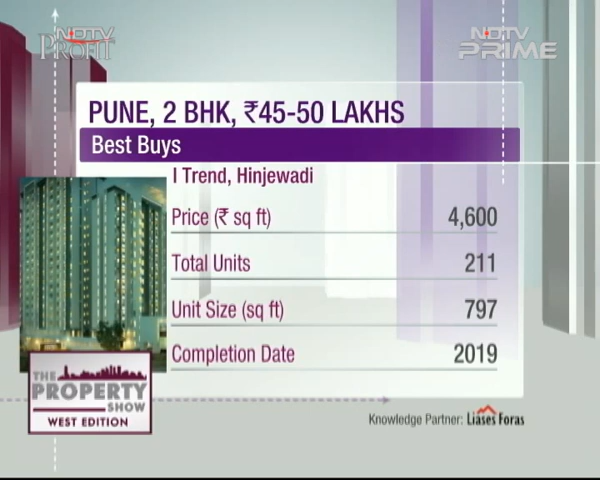 NDTV
PROFIT
NDTV
PRIME
PUNE, 2 BHK, ₹45-50 LAKHS
Best Buys
I Trend, Hinjewadi
Price (₹ sq ft) 4,600
Total Units 211
Unit Size (sq ft) 797
Completion Date 2019
THE
PROPERTY
SHOW
WEST EDITION
Knowledge Partner: Liases Foras